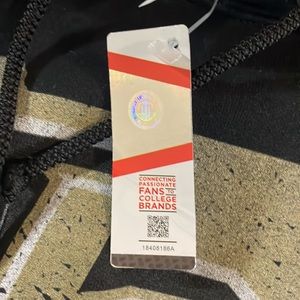 CONNECTING
PASSIONATE
FANS TO
COLLEGE
BRANDS
18408186A